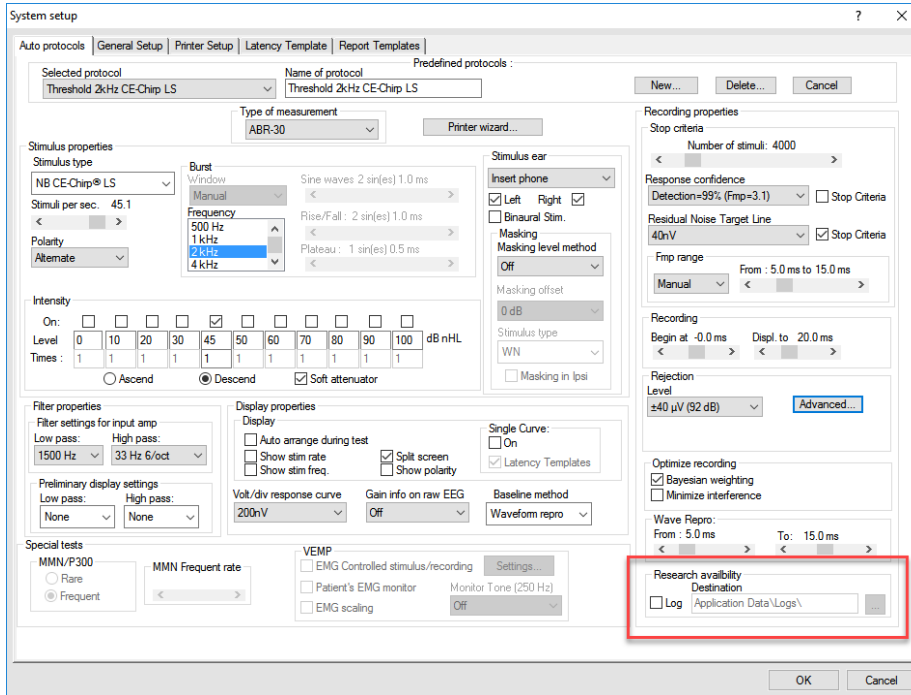 System setup
?
X
Auto protocols
General Setup
Printer Setup
Latency Template
Report Templates
Predefined protocols :
Selected protocol
Name of protocol
Threshold 2kHz CE-Chirp LS
Threshold 2kHz CE-Chirp LS
New...
Delete...
Cancel
Type of measurement
ABR-30
Printer wizard...
Stimulus properties
Stimulus type
NB CE-Chirp® LS
Stimuli per sec. 45.1
Polarity
Alternate
Burst
Window
Manual
Frequency
500 Hz
1 kHz
2 kHz
4 kHz
Sine waves 2 sin(es) 1.0 ms
Rise/Fall : 2 sin(es) 1.0 ms
Plateau : 1 sin(es) 0.5 ms
Intensity
On:
Level 0 10 20 30 45 50 60 70 80 90 100 dB nHL
Times : 1 1 1 1 1 1 1 1 1 1 1
Ascend
Descend
Soft attenuator
Stimulus ear
Insert phone
Left Right
Binaural Stim.
Masking
Masking level method
Off
Masking offset
0 dB
Stimulus type
WN
Masking in Ipsi
Recording properties
Stop criteria
Number of stimuli: 4000
Response confidence
Detection=99% (Fmp=3.1)
Stop Criteria
Residual Noise Target Line
40nV
Stop Criteria
Fmp range
Manual
From : 5.0 ms to 15.0 ms
Recording
Begin at -0.0 ms Displ. to 20.0 ms
Rejection
Level
±40 µV (92 dB)
Advanced...
Optimize recording
Bayesian weighting
Minimize interference
Wave Repro:
From : 5.0 ms To: 15.0 ms
Research availbility
Destination
Log
Application Data\Logs\
...
Filter properties
Filter settings for input amp
Low pass: High pass:
1500 Hz 33 Hz 6/oct
Preliminary display settings
Low pass: High pass:
None None
Display properties
Display
Auto arrange during test
Show stim rate
Show stim freq.
Split screen
Show polarity
Single Curve:
On
Latency Templates
Volt/div response curve
200nV
Gain info on raw EEG
Off
Baseline method
Waveform repro
Special tests
MMN/P300
Rare
Frequent
MMN Frequent rate
VEMP
EMG Controlled stimulus/recording
Settings...
Patient's EMG monitor
Monitor Tone (250 Hz)
EMG scaling
Off
OK
Cancel